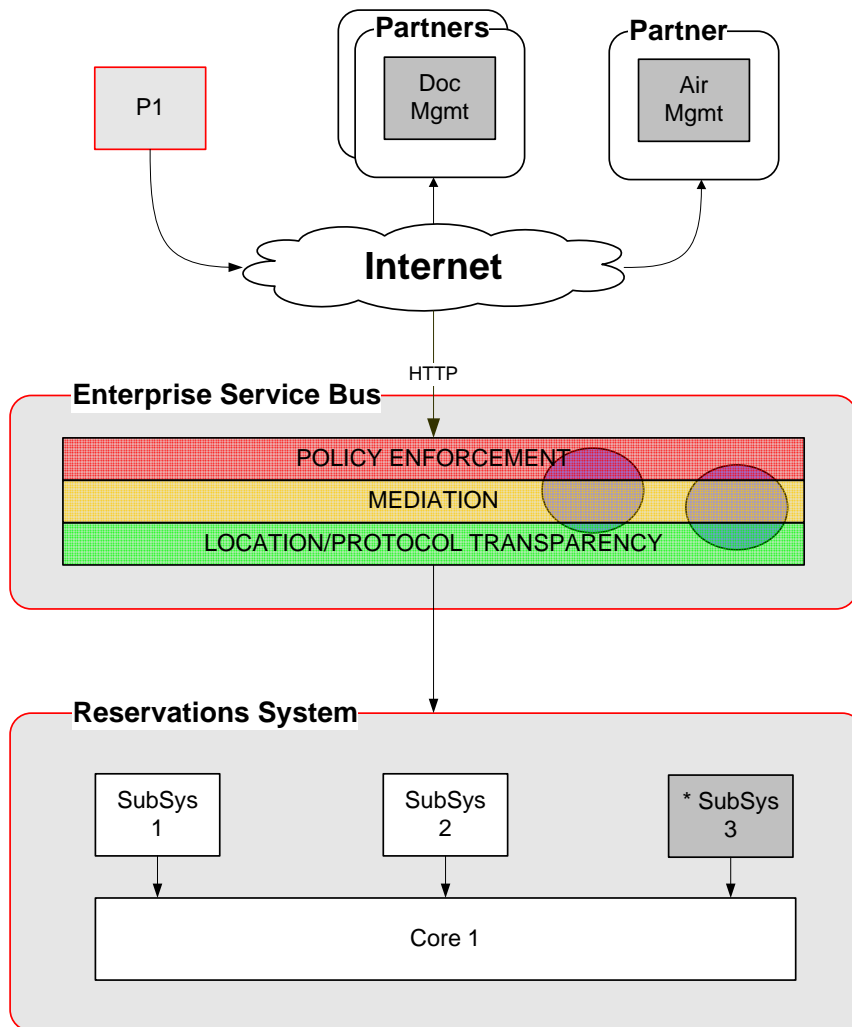 Partners
Partner
P1
Doc
Mgmt
Air
Mgmt
Internet
HTTP
Enterprise Service Bus
POLICY ENFORCEMENT
MEDIATION
LOCATION/PROTOCOL TRANSPARENCY
Reservations System
SubSys
1
SubSys
2
* SubSys
3
Core 1